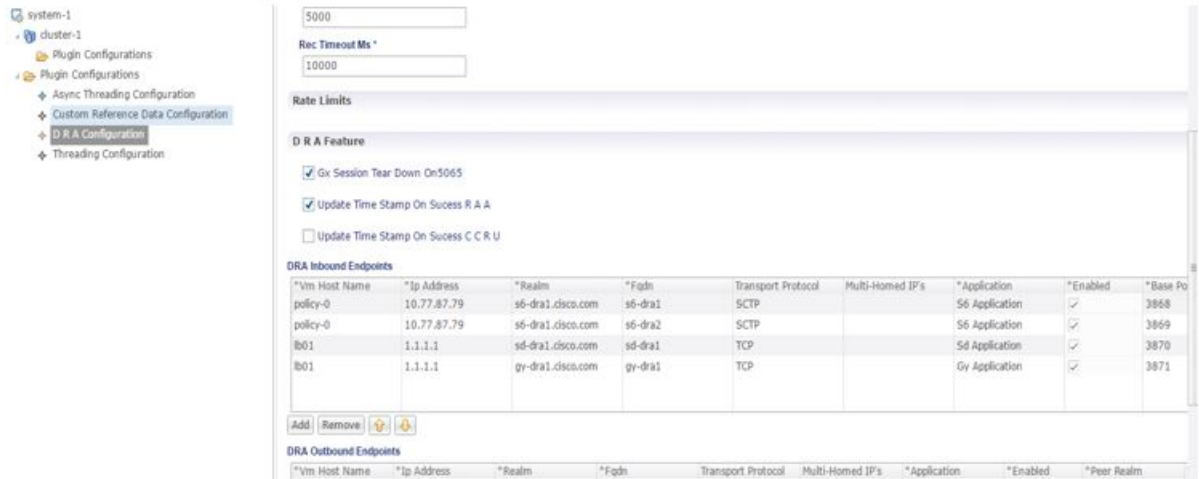 system-1
cluster-1
Plugin Configurations
Plugin Configurations
Async Threading Configuration
Custom Reference Data Configuration
D R A Configuration
Threading Configuration
5000
Rec Timeout Ms *
10000
Rate Limits
D R A Feature
Gx Session Tear Down On5065
Update Time Stamp On Sucess R A A
Update Time Stamp On Sucess C C R U
DRA Inbound Endpoints
*Vm Host Name *Ip Address *Realm *Fqdn Transport Protocol Multi-Homed IP's *Application *Enabled *Base Po
policy-0 10.77.87.79 s6-dra1.cisco.com s6-dra1 SCTP S6 Application 3868
policy-0 10.77.87.79 s6-dra1.cisco.com s6-dra2 SCTP S6 Application 3869
lb01 1.1.1.1 sd-dra1.cisco.com sd-dra1 TCP Sd Application 3870
lb01 1.1.1.1 gy-dra1.cisco.com gy-dra1 TCP Gy Application 3871
Add Remove
DRA Outbound Endpoints
*Vm Host Name *Ip Address *Realm *Fqdn Transport Protocol Multi-Homed IP's *Application *Enabled *Peer Realm